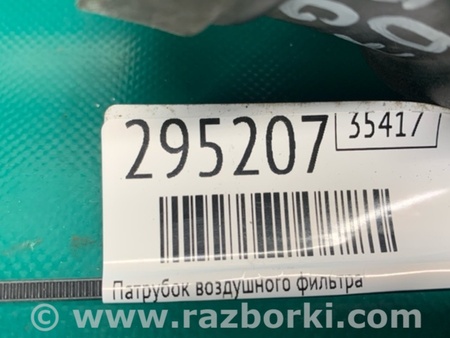 295207
35417
Патрубок воздушного фильтра
www.razborki.com